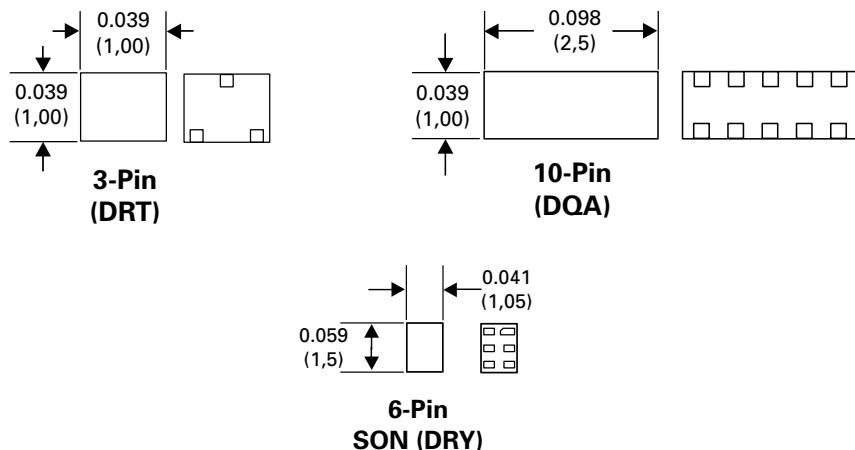 0.039
(1,00)
0.039
(1,00)
3-Pin
(DRT)
0.098
(2,5)
0.039
(1,00)
10-Pin
(DQA)
0.041
(1,05)
0.059
(1,5)
6-Pin
SON (DRY)